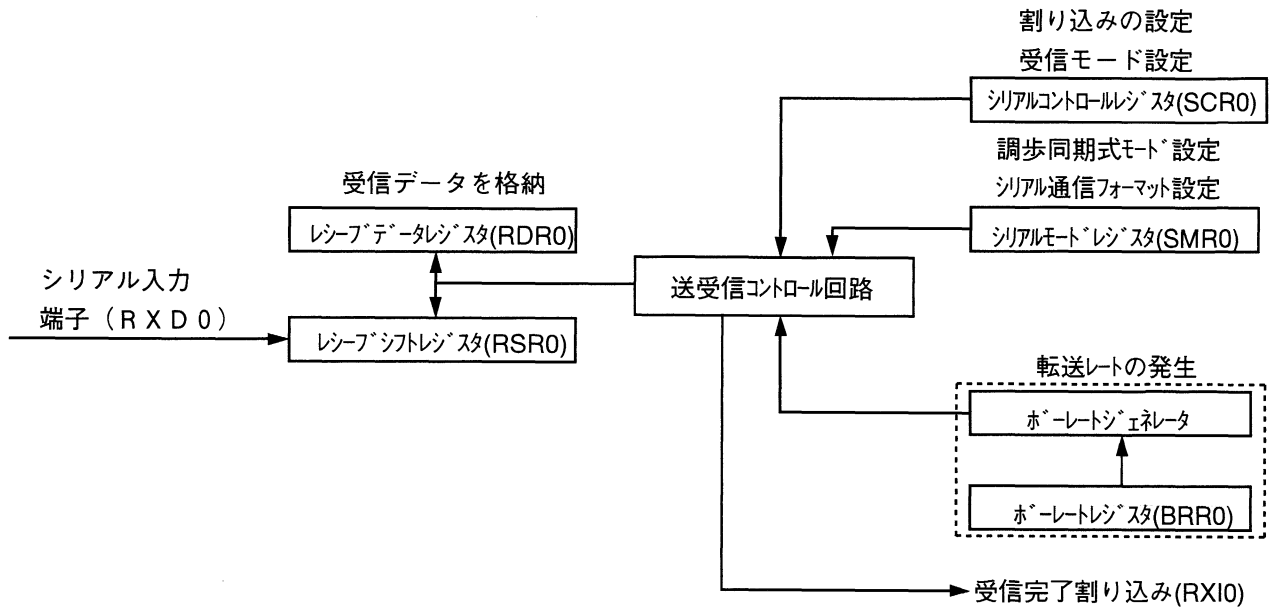 割り込みの設定
受信モード設定
ｼﾘｱﾙｺﾝﾄﾛｰﾙﾚｼﾞｽﾀ(SCR0)
調歩同期式ﾓｰﾄﾞ設定
ｼﾘｱﾙ通信ﾌｫｰﾏｯﾄ設定
ｼﾘｱﾙﾓｰﾄﾞﾚｼﾞｽﾀ(SMR0)
受信データを格納
ﾚｼｰﾌﾞﾃﾞｰﾀﾚｼﾞｽﾀ(RDR0)
送受信ｺﾝﾄﾛｰﾙ回路
シリアル入力
端子（ＲＸＤ０）
ﾚｼｰﾌﾞｼﾌﾄﾚｼﾞｽﾀ(RSR0)
転送ﾚｰﾄの発生
ﾎﾞｰﾚｰﾄｼﾞｪﾈﾚｰﾀ
ﾎﾞｰﾚｰﾄﾚｼﾞｽﾀ(BRR0)
受信完了割り込み(RXI0)